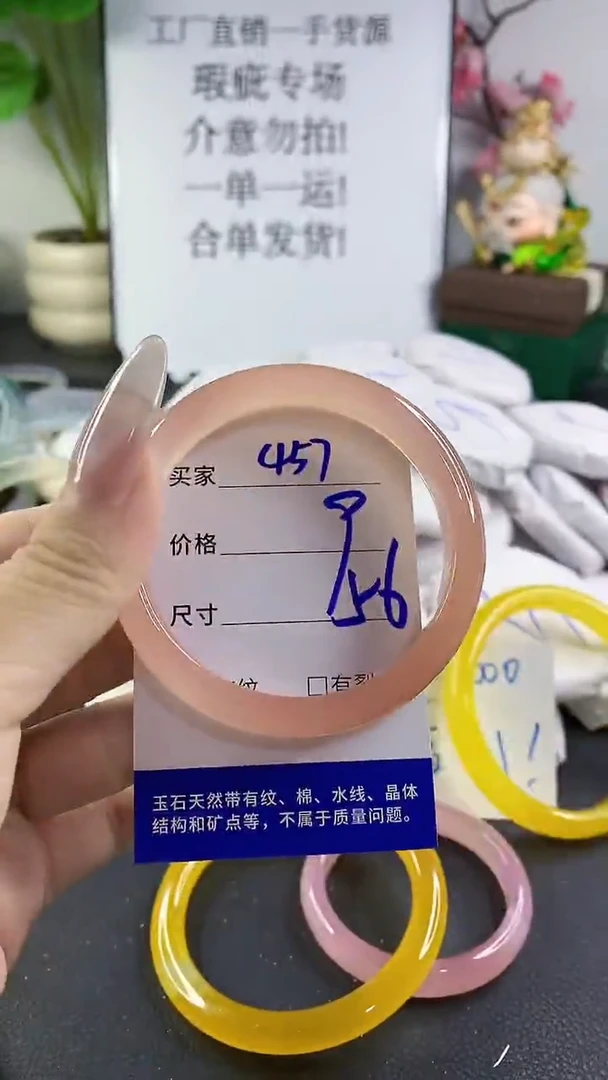 工厂直销一手货源
瑕疵专场
介意勿拍!
一单一运!
合单发货!
买家 457
价格
尺寸 56
纹 □有裂
玉石天然带有纹、棉、水线、晶体
结构和矿点等，不属于质量问题。